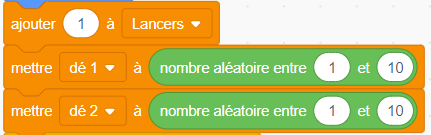 ajouter 1 à Lancers
mettre dé 1 à nombre aléatoire entre 1 et 10
mettre dé 2 à nombre aléatoire entre 1 et 10